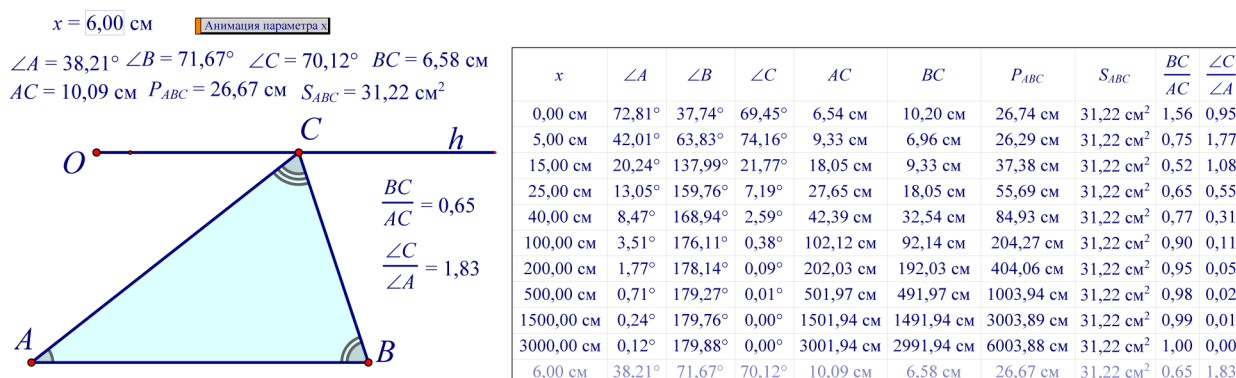 x = 6,00 см
Анимация параметра x
∠A = 38,21° ∠B = 71,67° ∠C = 70,12° BC = 6,58 см
AC = 10,09 см P_ABC = 26,67 см S_ABC = 31,22 см²
C
O
h
BC/AC = 0,65
∠C/∠A = 1,83
A
B
x ∠A ∠B ∠C AC BC P_ABC S_ABC BC/AC ∠C/∠A
0,00 см 72,81° 37,74° 69,45° 6,54 см 10,20 см 26,74 см 31,22 см² 1,56 0,95
5,00 см 42,01° 63,83° 74,16° 9,33 см 6,96 см 26,29 см 31,22 см² 0,75 1,77
15,00 см 20,24° 137,99° 21,77° 18,05 см 9,33 см 37,38 см 31,22 см² 0,52 1,08
25,00 см 13,05° 159,76° 7,19° 27,65 см 18,05 см 55,69 см 31,22 см² 0,65 0,55
40,00 см 8,47° 168,94° 2,59° 42,39 см 32,54 см 84,93 см 31,22 см² 0,77 0,31
100,00 см 3,51° 176,11° 0,38° 102,12 см 92,14 см 204,27 см 31,22 см² 0,90 0,11
200,00 см 1,77° 178,14° 0,09° 202,03 см 192,03 см 404,06 см 31,22 см² 0,95 0,05
500,00 см 0,71° 179,27° 0,01° 501,97 см 491,97 см 1003,94 см 31,22 см² 0,98 0,02
1500,00 см 0,24° 179,76° 0,00° 1501,94 см 1491,94 см 3003,89 см 31,22 см² 0,99 0,01
3000,00 см 0,12° 179,88° 0,00° 3001,94 см 2991,94 см 6003,88 см 31,22 см² 1,00 0,00
6,00 см 38,21° 71,67° 70,12° 10,09 см 6,58 см 26,67 см 31,22 см² 0,65 1,83